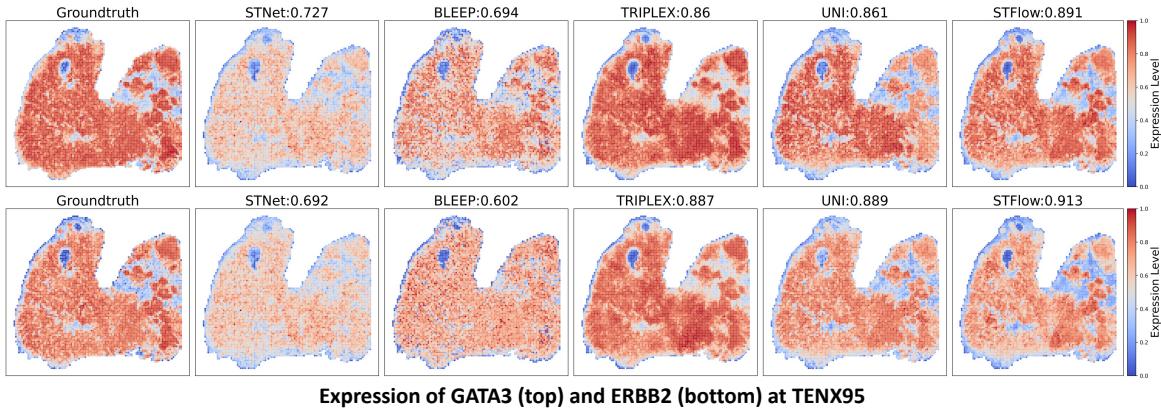 Groundtruth STNet:0.727 BLEEP:0.694 TRIPLEX:0.86 UNI:0.861 STFlow:0.891
1.0
0.8
0.6
0.4
0.2
0.0
Expression Level
Groundtruth STNet:0.692 BLEEP:0.602 TRIPLEX:0.887 UNI:0.889 STFlow:0.913
1.0
0.8
0.6
0.4
0.2
0.0
Expression Level
Expression of GATA3 (top) and ERBB2 (bottom) at TENX95